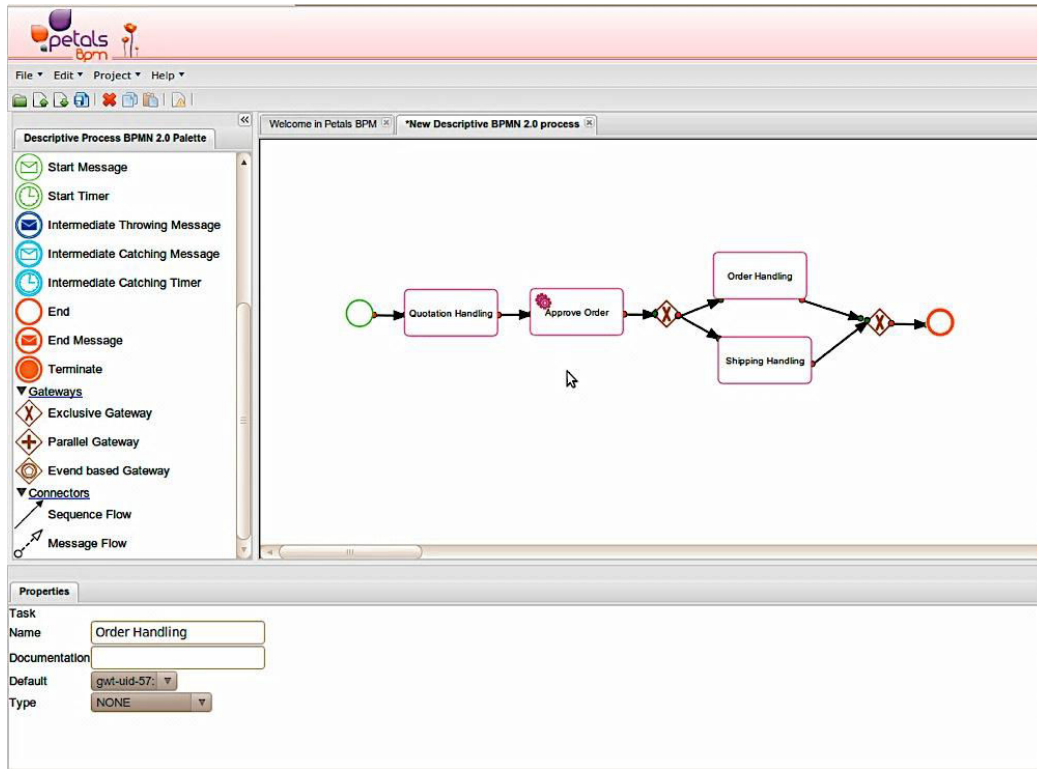 petals
Bpm
File Edit Project Help
Welcome in Petals BPM *New Descriptive BPMN 2.0 process
Descriptive Process BPMN 2.0 Palette
Start Message
Start Timer
Intermediate Throwing Message
Intermediate Catching Message
Intermediate Catching Timer
End
End Message
Terminate
Gateways
Exclusive Gateway
Parallel Gateway
Evend based Gateway
Connectors
Sequence Flow
Message Flow
Quotation Handling
Approve Order
Order Handling
Shipping Handling
Properties
Task
Name Order Handling
Documentation
Default gwt-uid-57:
Type NONE